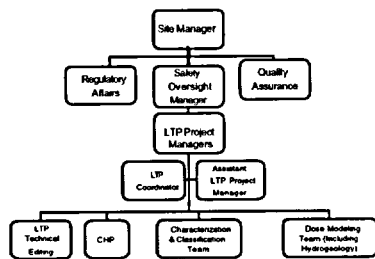 Site Manager
Regulatory
Affairs
Safety
Oversight
Manager
Quality
Assurance
LTP Project
Managers
LTP
Coordinator
Assistant
LTP Project
Manager
LTP
Technical
Editing
CHP
Characterization
& Classification
Team
Dose Modeling
Team (Including
Hydrogeology)